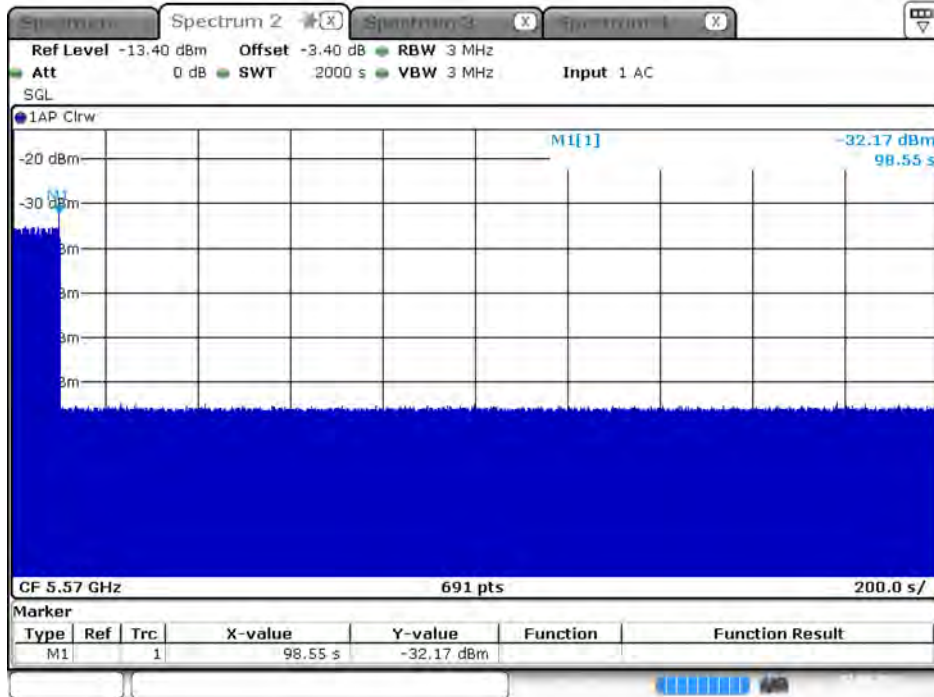 Spectrum 2 X Spectrum 3 X X
Ref Level -13.40 dBm Offset -3.40 dB RBW 3 MHz
Att 0 dB SWT 2000 s VBW 3 MHz Input 1 AC
SGL
1AP Clrw
M1[1] -32.17 dBm
98.55 s
-20 dBm
M1
-30 dBm
CF 5.57 GHz 691 pts 200.0 s/
Marker
Type Ref Trc X-value Y-value Function Function Result
M1 1 98.55 s -32.17 dBm